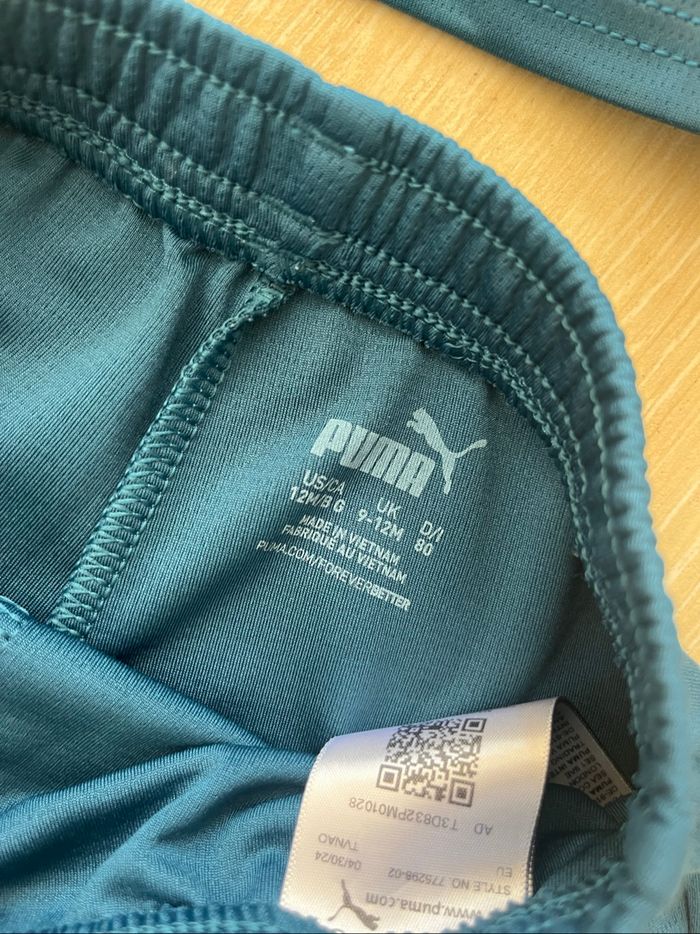 PUMA
US/CA UK D/I
12M/B G 9-12M 80
MADE IN VIETNAM
FABRIQUÉ AU VIETNAM
PUMA.COM/FOREVERBETTER
www.puma.com
STYLE NO. 775298-02
EU
04/30/24
TVNAO
AD T3D832PM01028